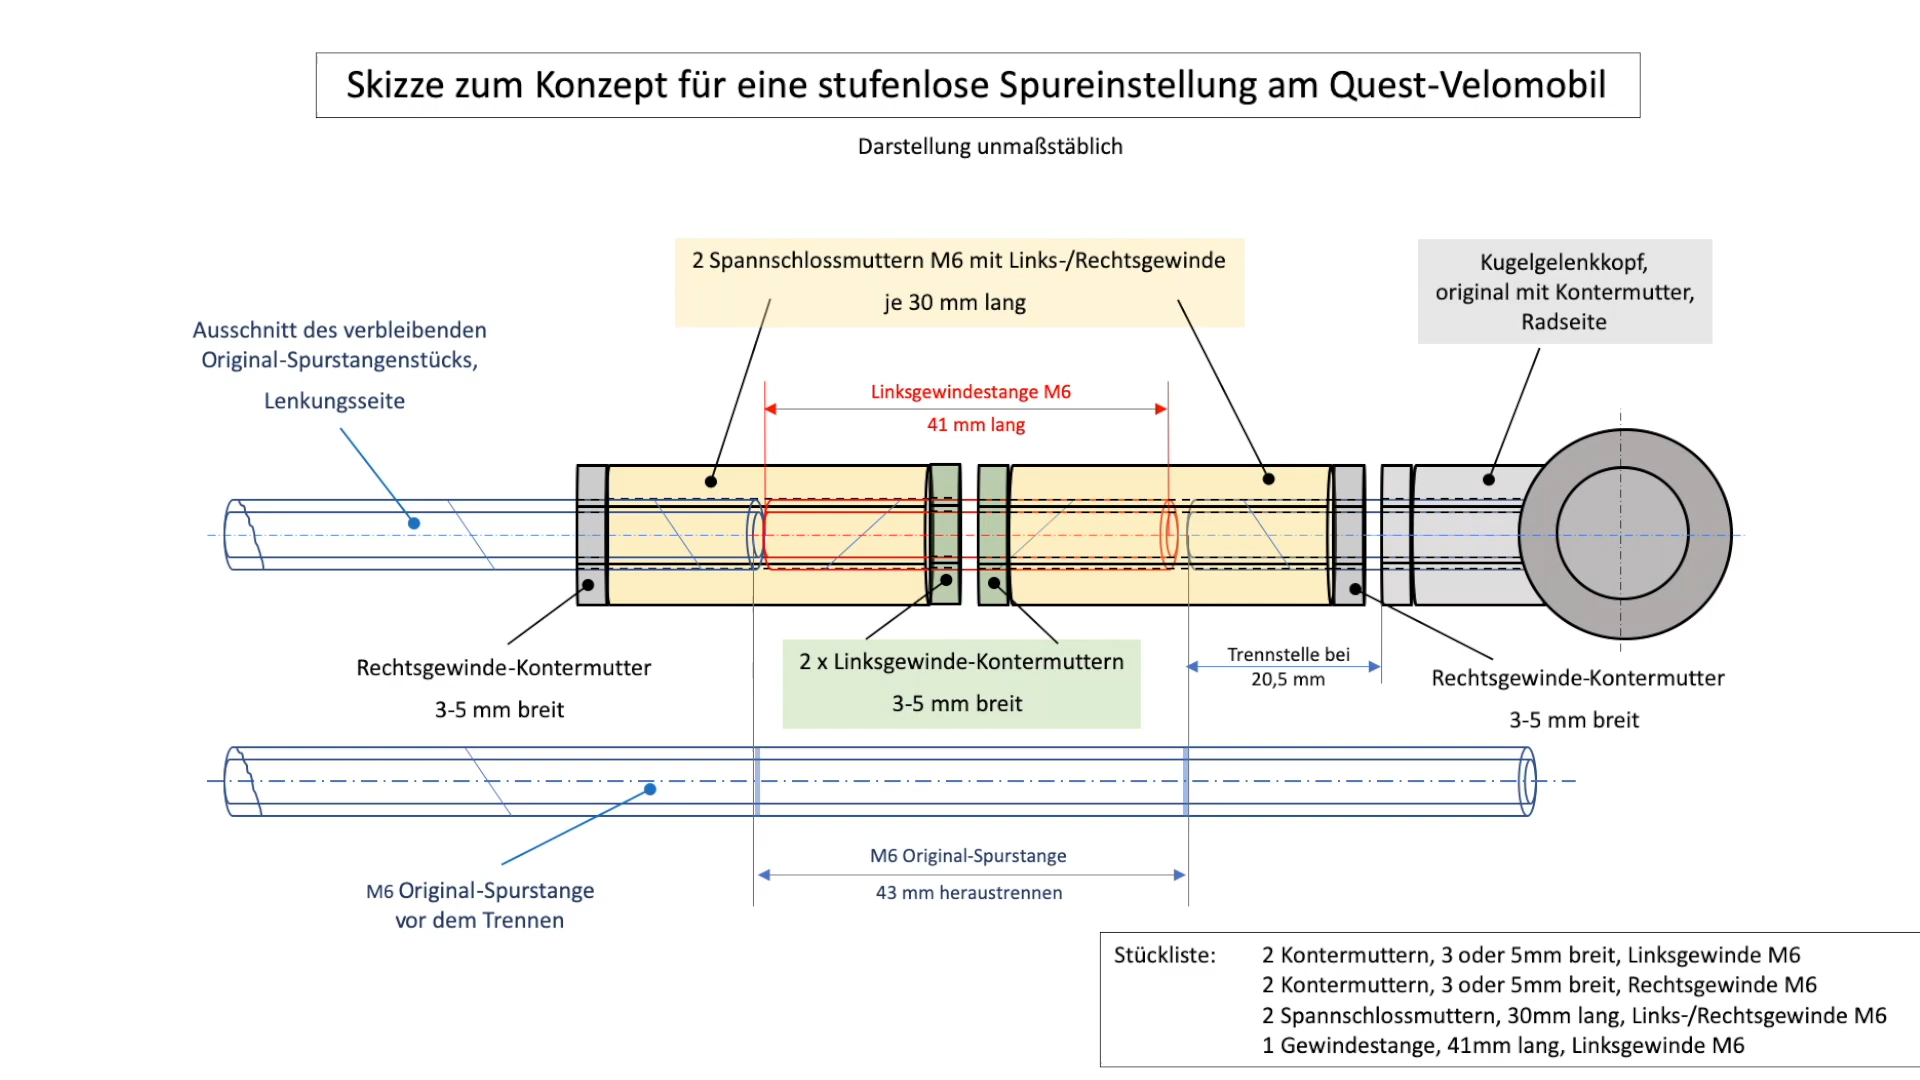 Skizze zum Konzept für eine stufenlose Spureinstellung am Quest-Velomobil
Darstellung unmaßstäblich
2 Spannschlossmuttern M6 mit Links-/Rechtsgewinde
je 30 mm lang
Kugelgelenkkopf,
original mit Kontermutter,
Radseite
Ausschnitt des verbleibenden
Original-Spurstangenstücks,
Lenkungsseite
Linksgewindestange M6
41 mm lang
Rechtsgewinde-Kontermutter
3-5 mm breit
2 x Linksgewinde-Kontermuttern
3-5 mm breit
Trennstelle bei
20,5 mm
Rechtsgewinde-Kontermutter
3-5 mm breit
M6 Original-Spurstange
43 mm heraustrennen
M6 Original-Spurstange
vor dem Trennen
Stückliste: 2 Kontermuttern, 3 oder 5mm breit, Linksgewinde M6
2 Kontermuttern, 3 oder 5mm breit, Rechtsgewinde M6
2 Spannschlossmuttern, 30mm lang, Links-/Rechtsgewinde M6
1 Gewindestange, 41mm lang, Linksgewinde M6